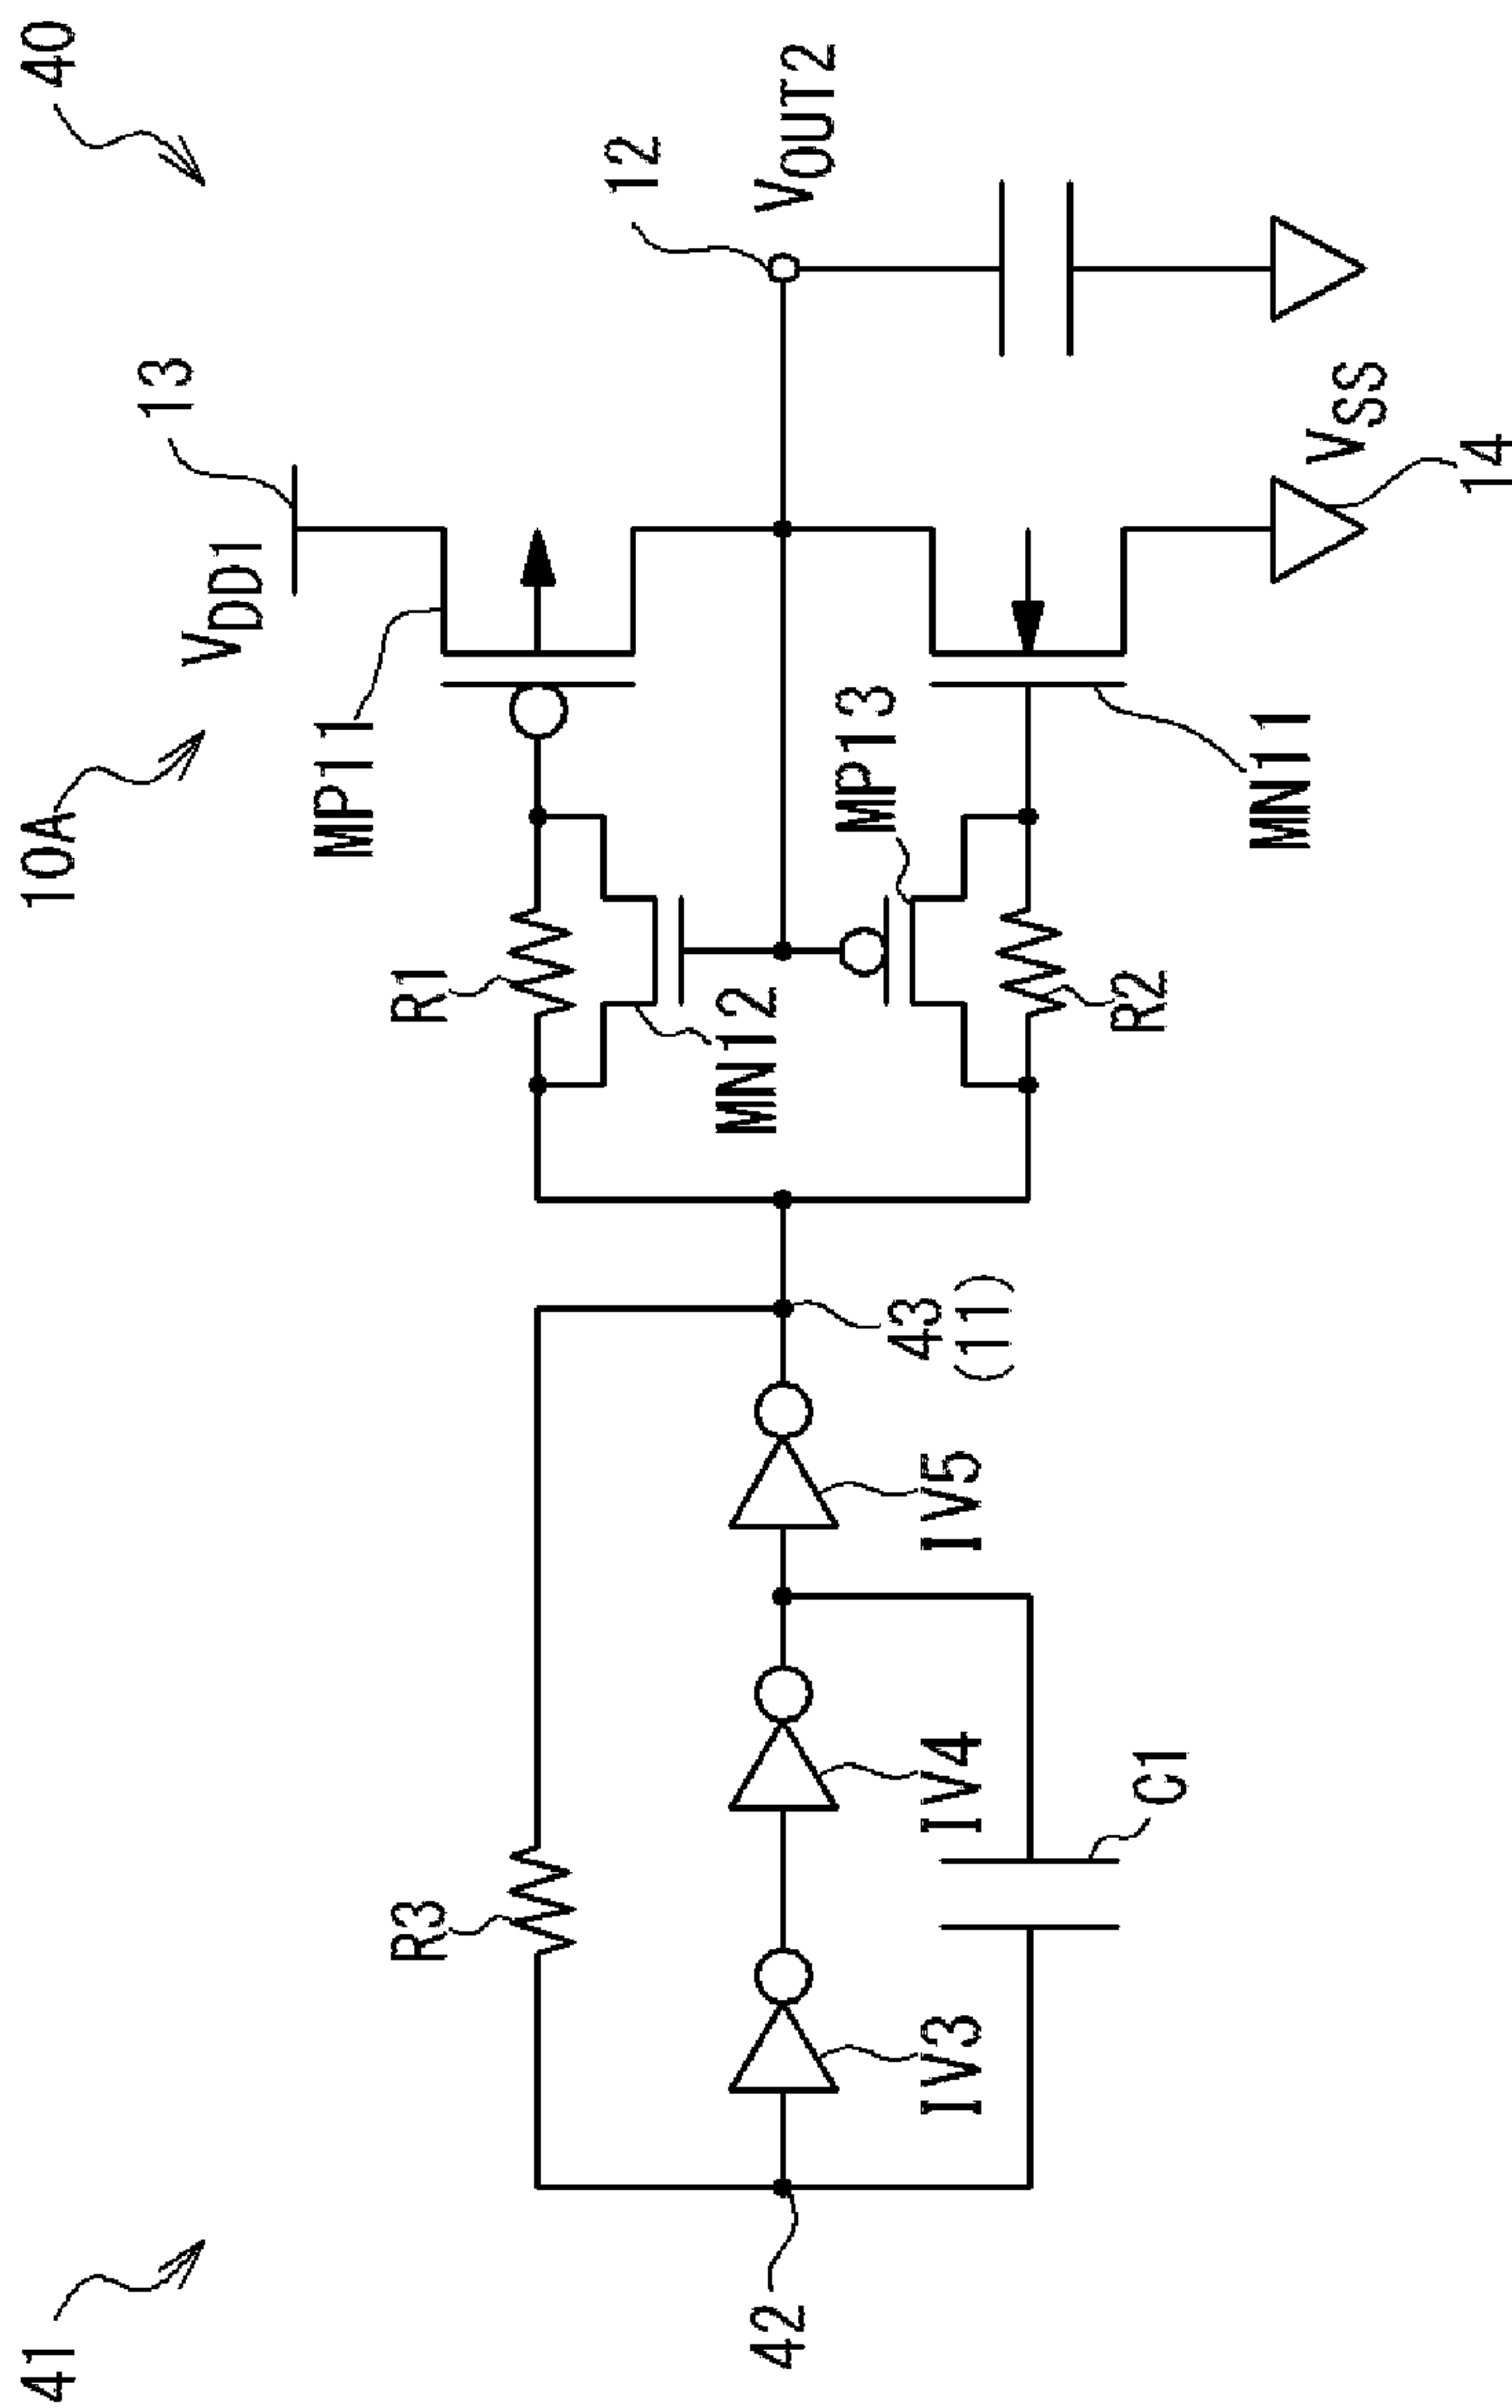 41
10A
40
VDD1
13
MP11
R3
R1
12
42
MN12
VOUT2
MP13
IV3
IV4
IV5
43
(11)
C1
R2
MN11
VSS
14